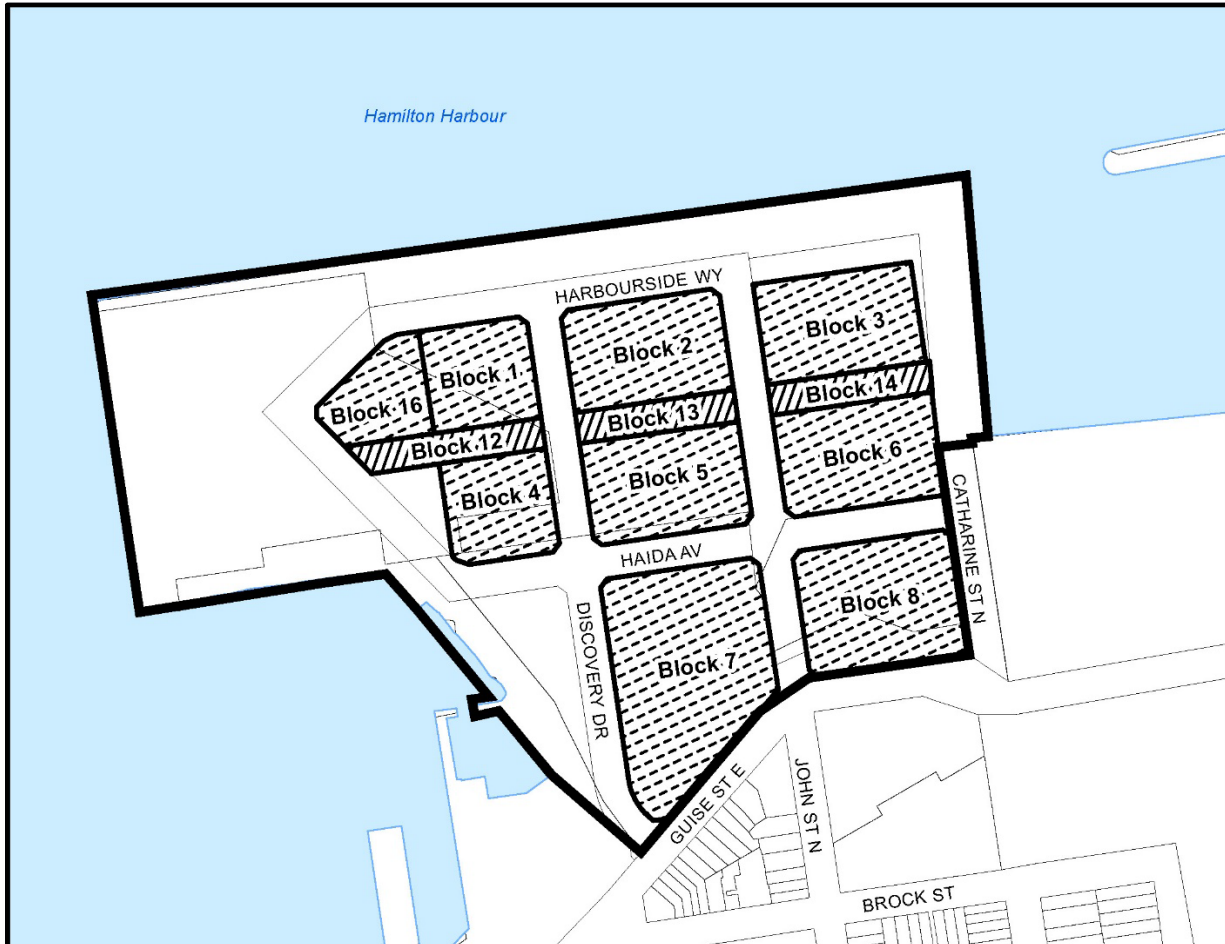 Hamilton Harbour
HARBOURSIDE WY
Block 3
Block 2
Block 1
Block 14
Block 16
Block 13
Block 12
Block 6
Block 5
Block 4
CATHARINE ST N
HAIDA AV
Block 8
DISCOVERY DR
Block 7
GUISE ST E
JOHN ST N
BROCK ST